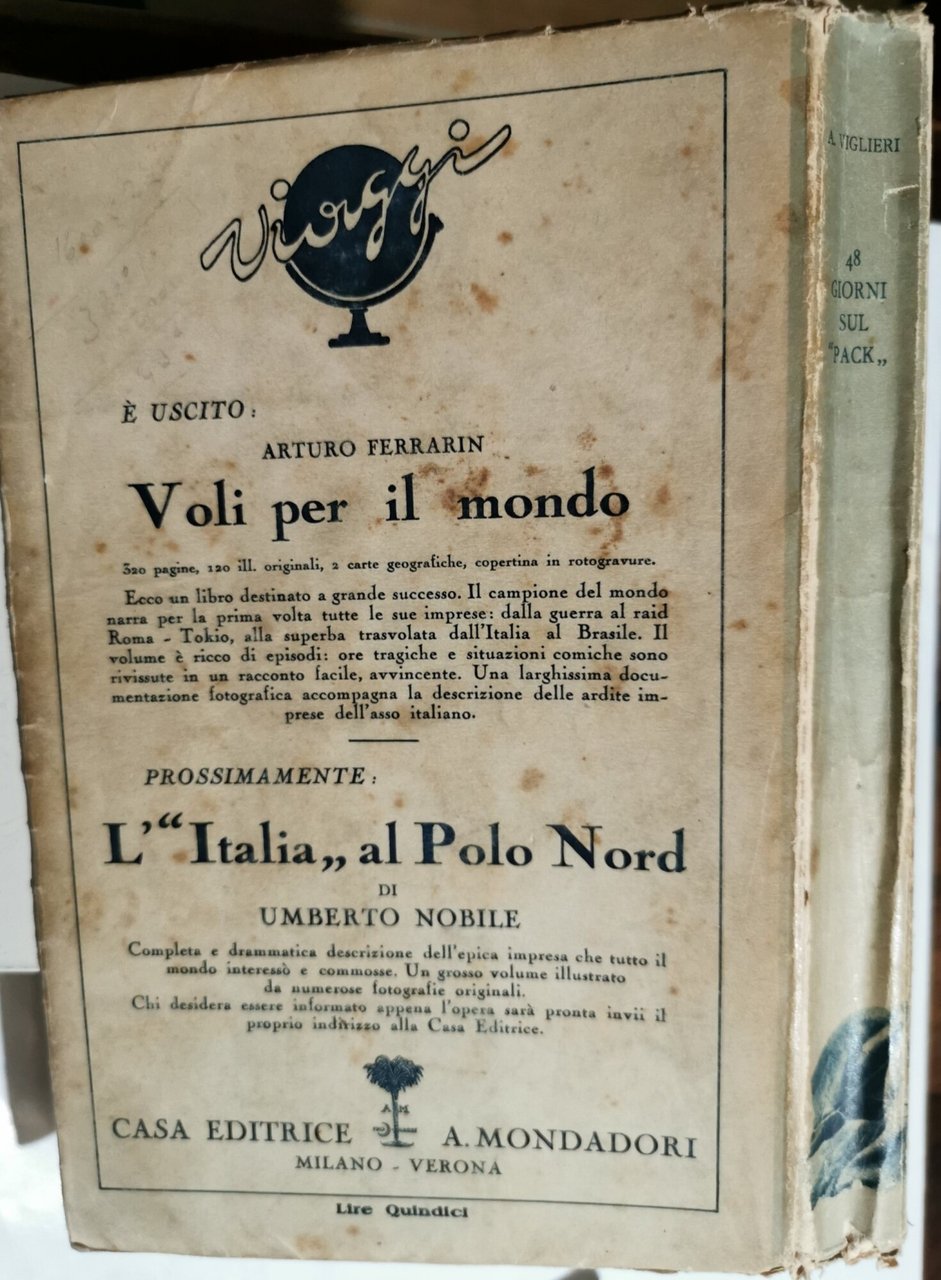 Viaggi
È USCITO:
ARTURO FERRARIN
Voli per il mondo
320 pagine, 120 ill. originali, 2 carte geografiche, copertina in rotogravure.
Ecco un libro destinato a grande successo. Il campione del mondo
narra per la prima volta tutte le sue imprese: dalla guerra al raid
Roma - Tokio, alla superba trasvolata dall'Italia al Brasile. Il
volume è ricco di episodi: ore tragiche e situazioni comiche sono
rivissute in un racconto facile, avvincente. Una larghissima docu-
mentazione fotografica accompagna la descrizione delle ardite im-
prese dell'asso italiano.
PROSSIMAMENTE:
L'“Italia„ al Polo Nord
DI
UMBERTO NOBILE
Completa e drammatica descrizione dell'epica impresa che tutto il
mondo interessò e commosse. Un grosso volume illustrato
da numerose fotografie originali.
Chi desidera essere informato appena l'opera sarà pronta invii il
proprio indirizzo alla Casa Editrice.
A M
CASA EDITRICE A. MONDADORI
MILANO - VERONA
Lire Quindici
A. VIGLIERI
48
GIORNI
SUL
"PACK„